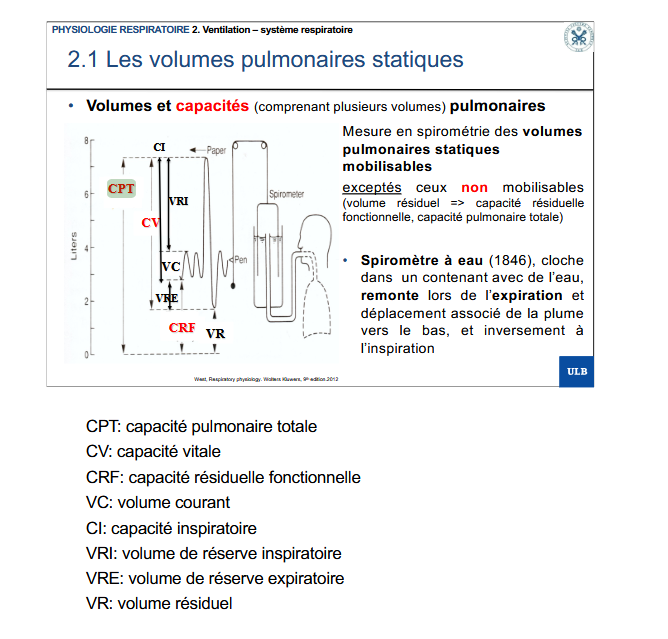 PHYSIOLOGIE RESPIRATOIRE 2. Ventilation – système respiratoire
2.1 Les volumes pulmonaires statiques
• Volumes et capacités (comprenant plusieurs volumes) pulmonaires
8
6
4
2
0
Liters
CPT
CI
CV
VRI
VC
VRE
CRF
VR
Paper
Spirometer
Pen
Mesure en spirométrie des volumes
pulmonaires statiques
mobilisables
exceptés ceux non mobilisables
(volume résiduel => capacité résiduelle
fonctionnelle, capacité pulmonaire totale)
• Spiromètre à eau (1846), cloche
dans un contenant avec de l’eau,
remonte lors de l’expiration et
déplacement associé de la plume
vers le bas, et inversement à
l’inspiration
West, Respiratory physiology. Wolters Kluwers, 9th edition.2012
ULB
CPT: capacité pulmonaire totale
CV: capacité vitale
CRF: capacité résiduelle fonctionnelle
VC: volume courant
CI: capacité inspiratoire
VRI: volume de réserve inspiratoire
VRE: volume de réserve expiratoire
VR: volume résiduel